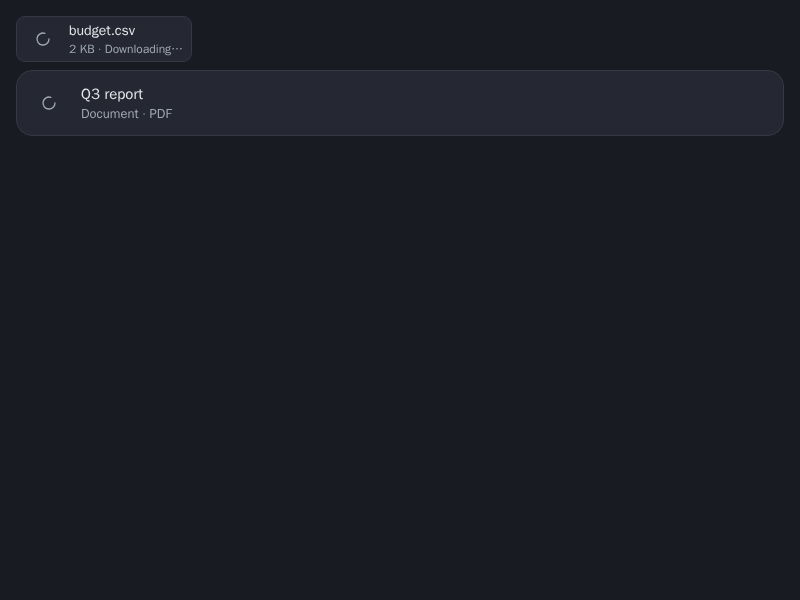 budget.csv
2 KB · Downloading…
Q3 report
Document · PDF